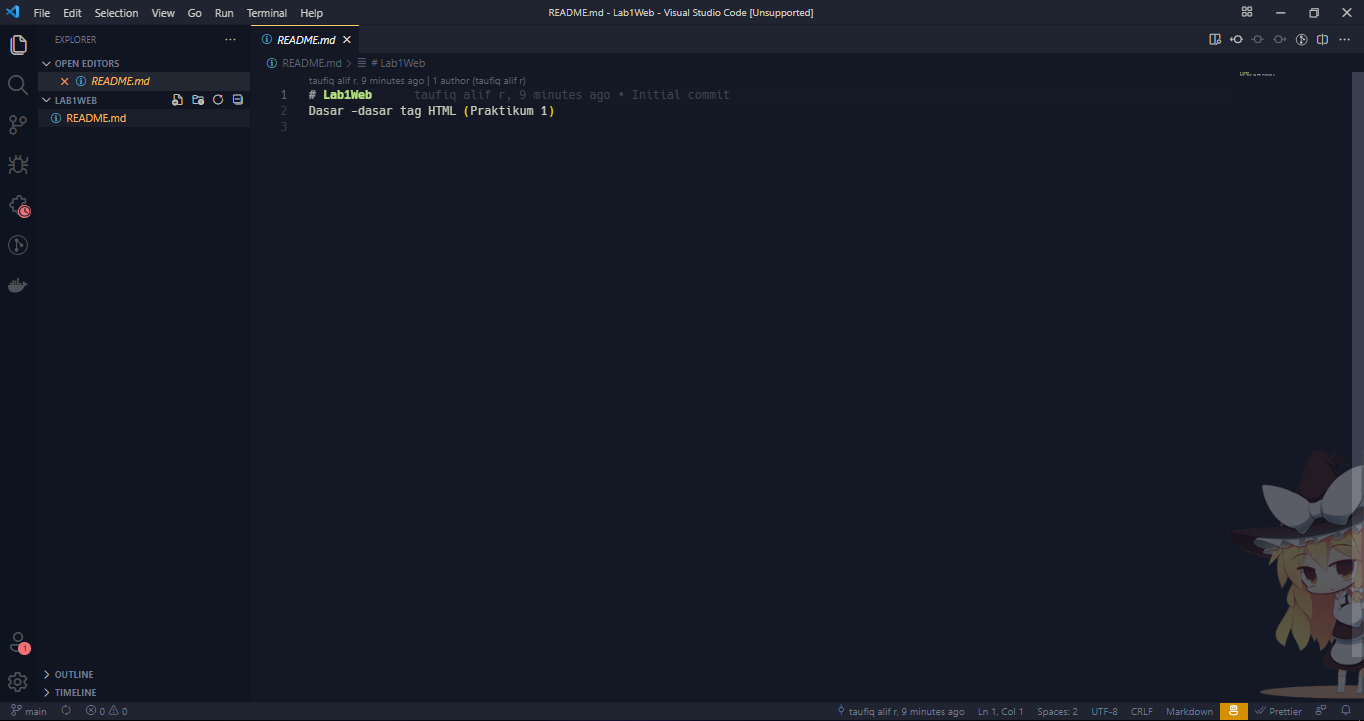 File Edit Selection View Go Run Terminal Help
README.md - Lab1Web - Visual Studio Code [Unsupported]
EXPLORER
README.md
OPEN EDITORS
README.md
LAB1WEB
README.md
README.md > # Lab1Web
taufiq alif r, 9 minutes ago | 1 author (taufiq alif r)
1 # Lab1Web taufiq alif r, 9 minutes ago • Initial commit
2 Dasar -dasar tag HTML (Praktikum 1)
3
1
OUTLINE
TIMELINE
main 0 0 taufiq alif r, 9 minutes ago Ln 1, Col 1 Spaces: 2 UTF-8 CRLF Markdown Prettier